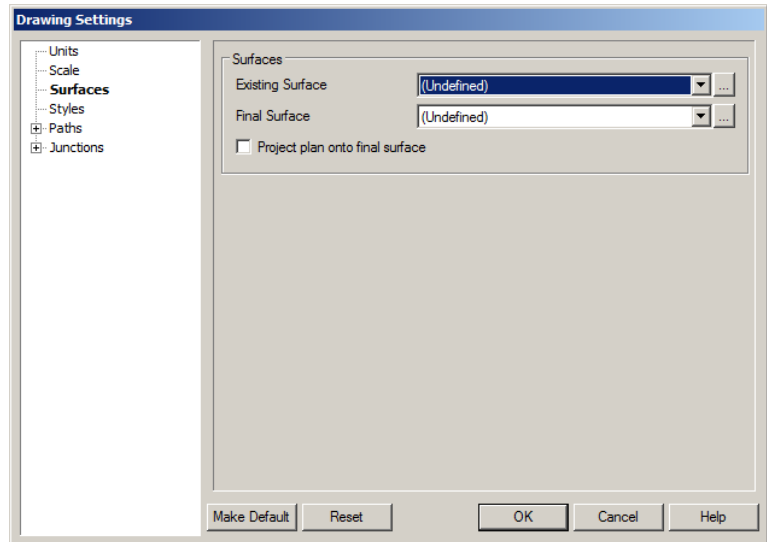 Drawing Settings
Units
Scale
Surfaces
Styles
Paths
Junctions
Surfaces
Existing Surface (Undefined) ...
Final Surface (Undefined) ...
Project plan onto final surface
Make Default Reset OK Cancel Help